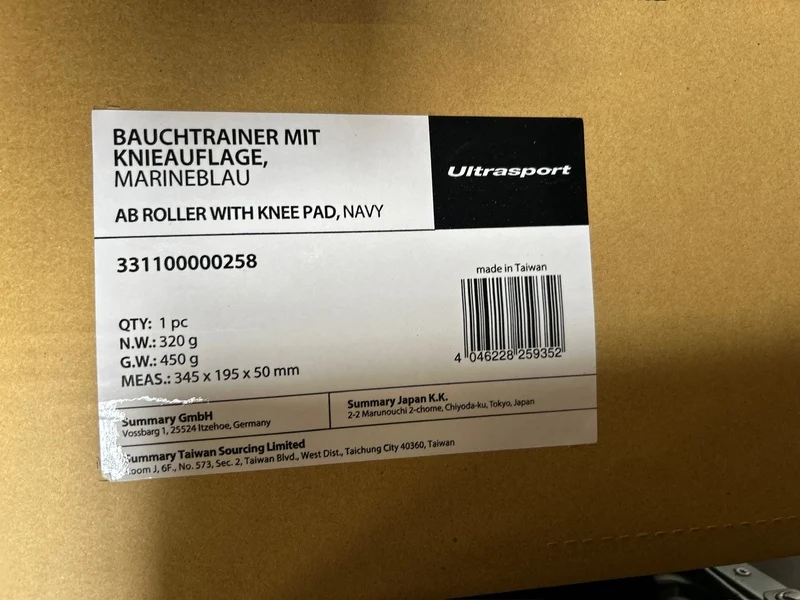 BAUCHTRAINER MIT
KNIEAUFLAGE,
MARINEBLAU
AB ROLLER WITH KNEE PAD, NAVY
Ultrasport
331100000258
made in Taiwan
4 046228 259352
QTY: 1 pc
N.W.: 320 g
G.W.: 450 g
MEAS.: 345 x 195 x 50 mm
Summary GmbH
Vossbarg 1, 25524 Itzehoe, Germany
Summary Japan K.K.
2-2 Marunouchi 2-chome, Chiyoda-ku, Tokyo, Japan
Summary Taiwan Sourcing Limited
Room J, 6F., No. 573, Sec. 2, Taiwan Blvd., West Dist., Taichung City 40360, Taiwan